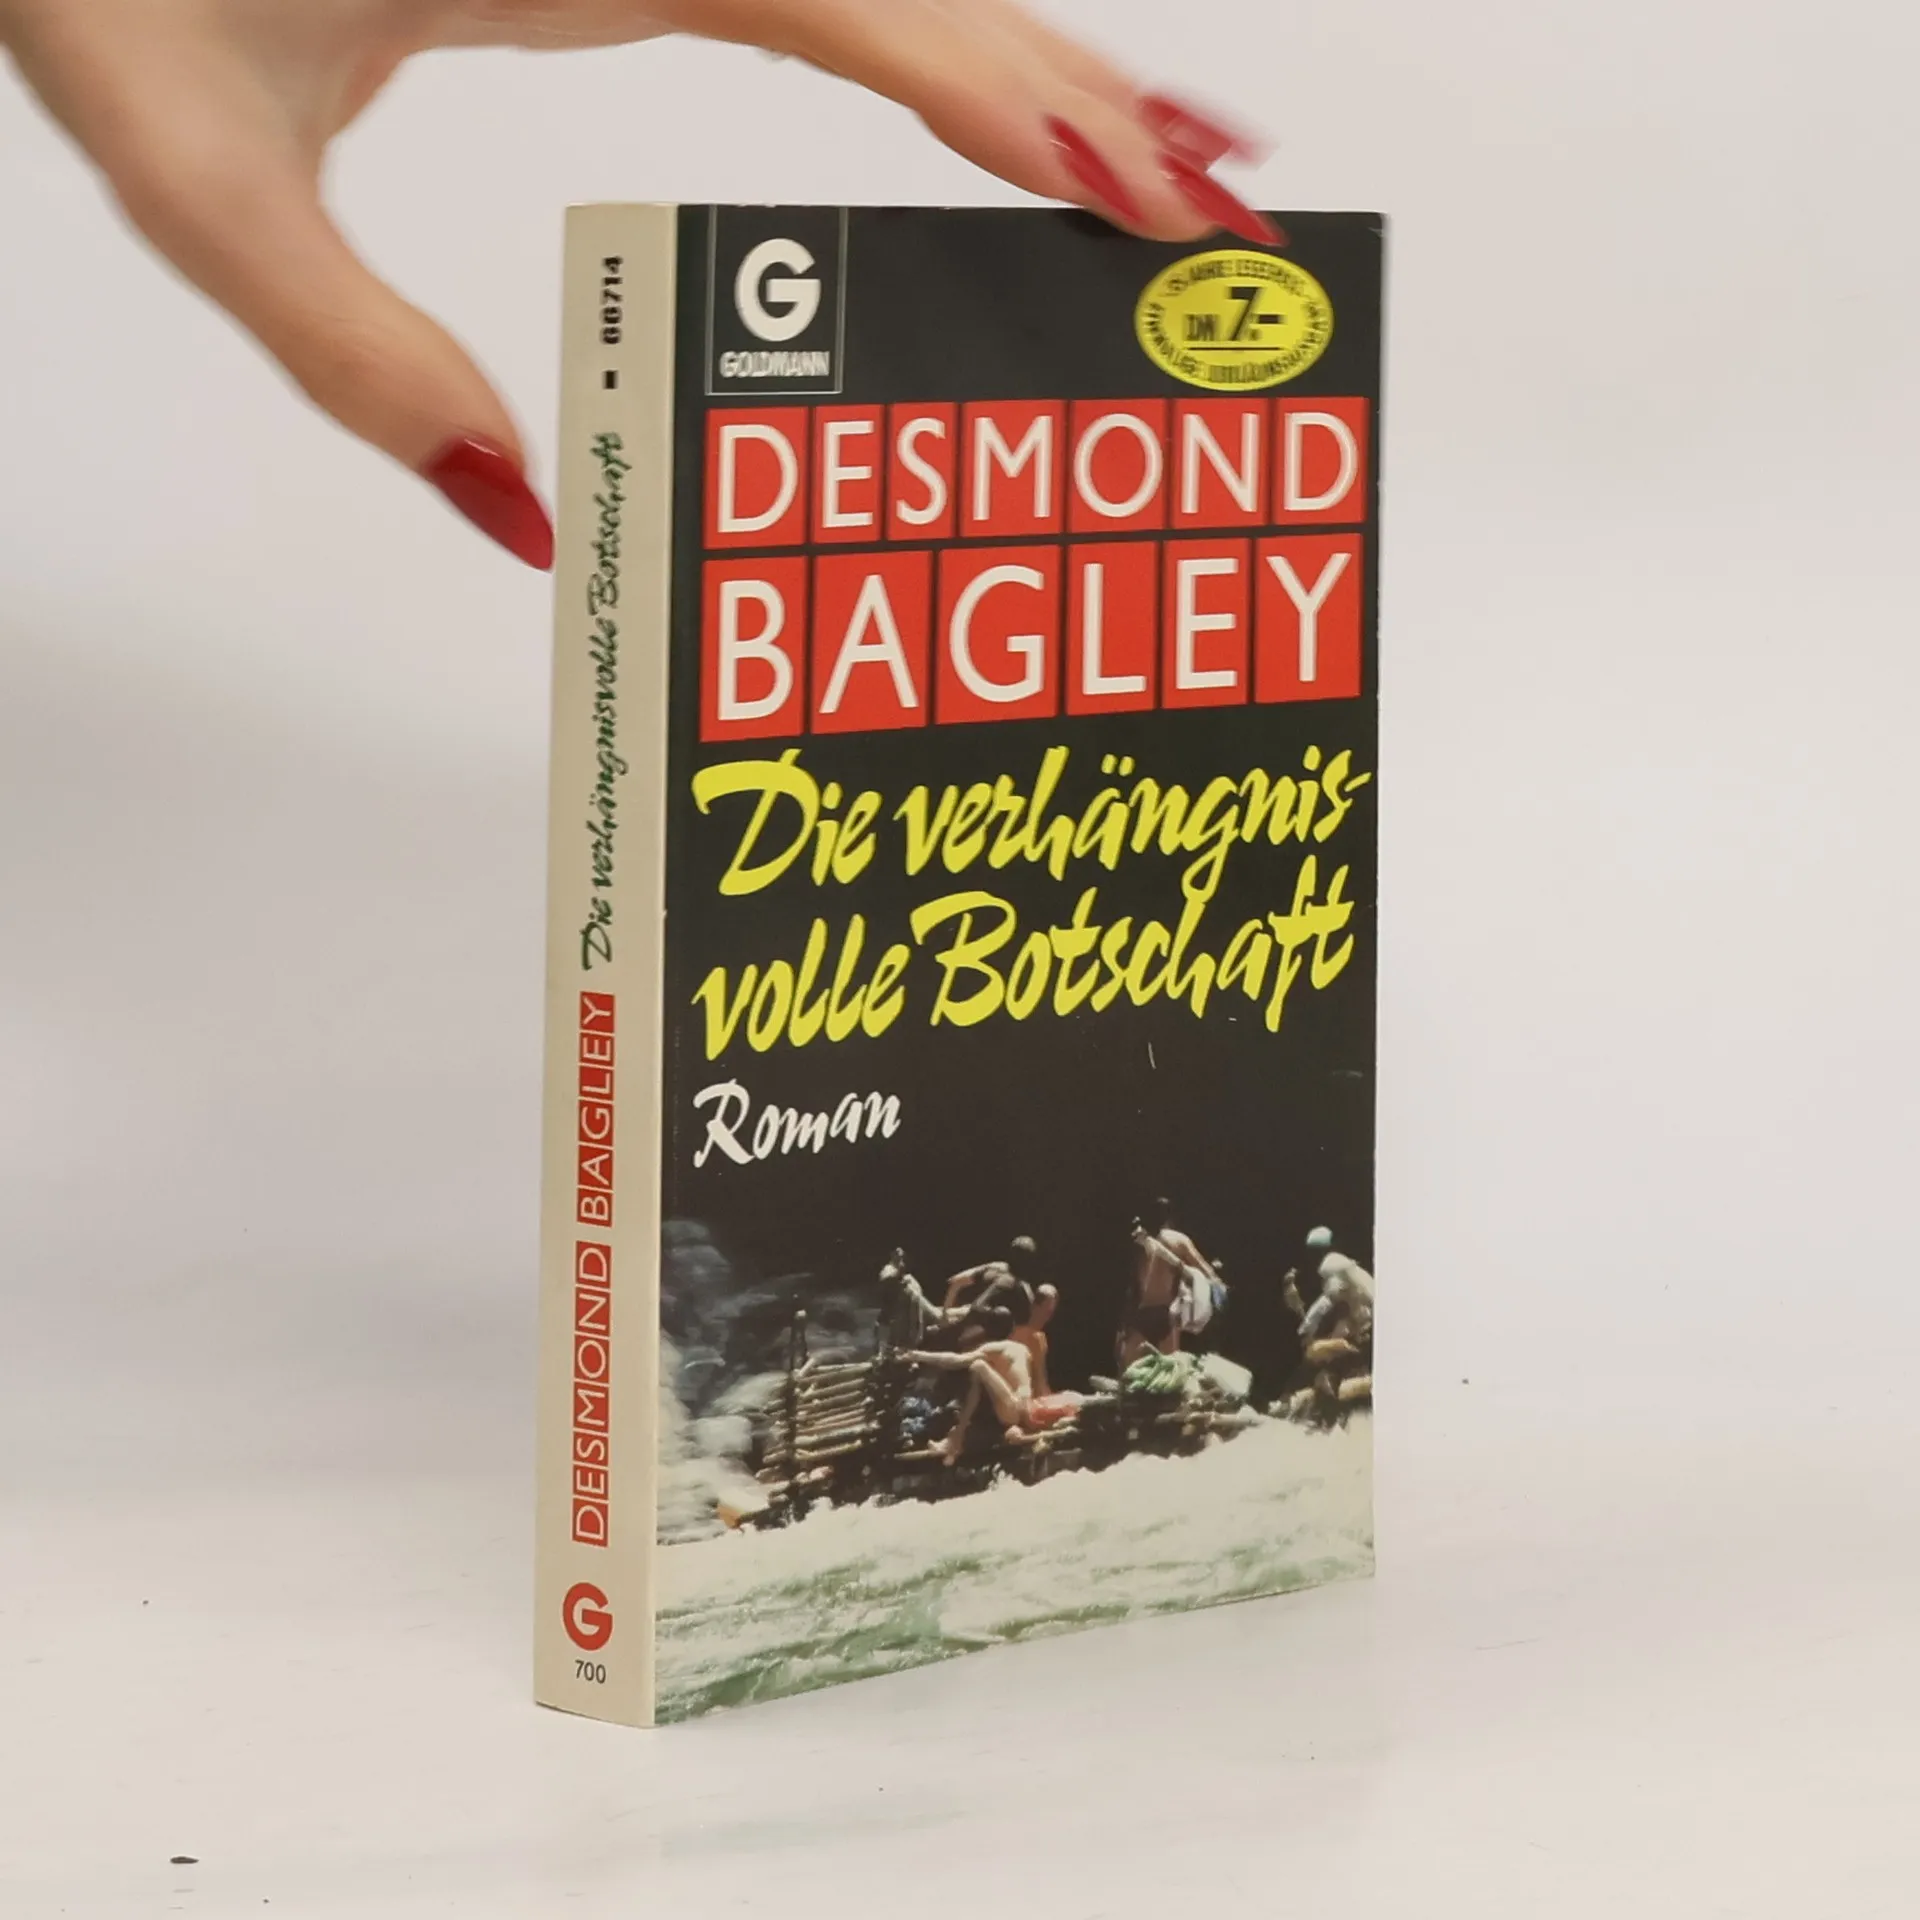 G
GOLDMANN
DM 7.-
DESMOND
BAGLEY
Die verhängnis-
volle Botschaft
Roman
DESMOND BAGLEY Die verhängnisvolle Botschaft
G
700